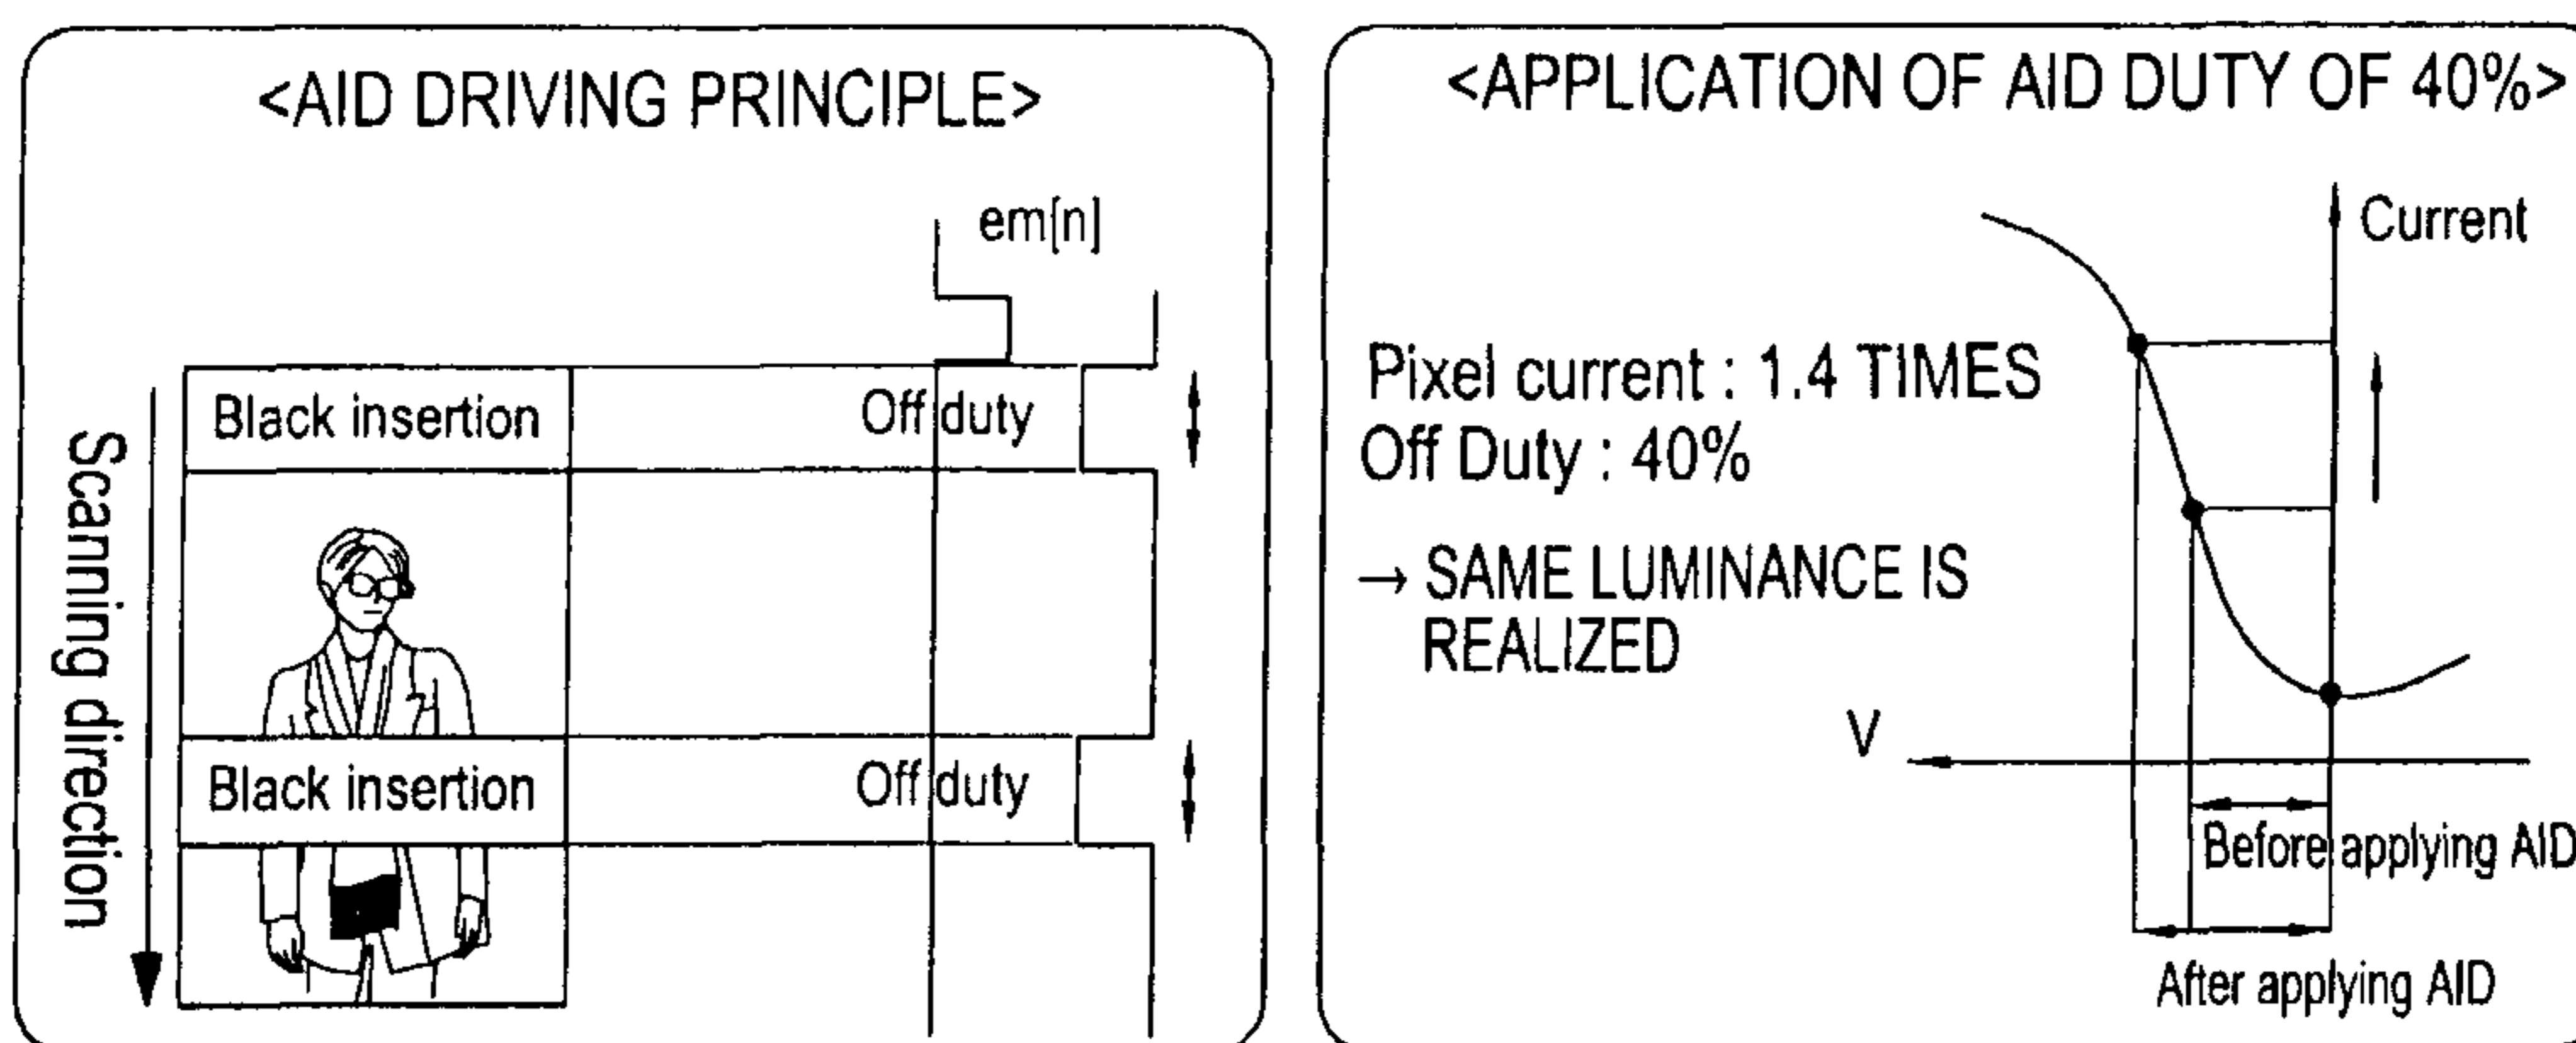 <AID DRIVING PRINCIPLE>
em[n]
Black insertion
Off duty
Scanning direction
Black insertion
Off duty
<APPLICATION OF AID DUTY OF 40%>
Current
Pixel current : 1.4 TIMES
Off Duty : 40%
→ SAME LUMINANCE IS
REALIZED
V
Before applying AID
After applying AID